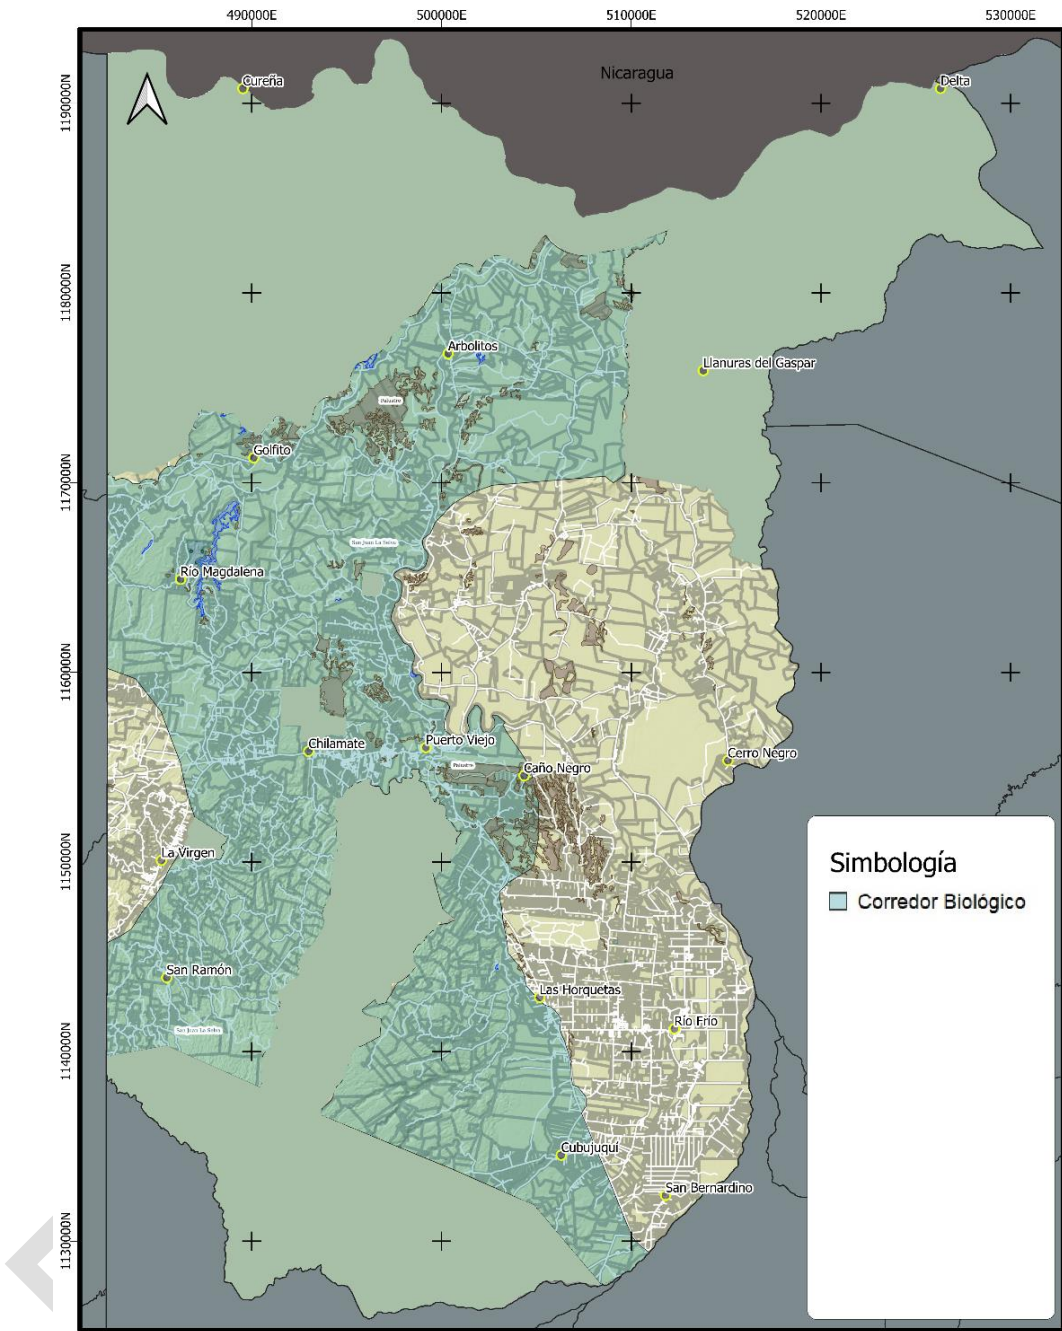 490000E 500000E 510000E 520000E 530000E
Nicaragua
Cureña
Delta
1190000N
1180000N
Arbolitos
Llanuras del Gaspar
Palustre
Golfito
1170000N
San Juan La Selva
Río Magdalena
1160000N
Puerto Viejo
Chilamate
Cerro Negro
Palustre
Caño Negro
La Virgen
1150000N
Simbología
Corredor Biológico
San Ramón
Las Horquetas
Río Frío
San Juan La Selva
1140000N
Cubujuquí
San Bernardino
1130000N